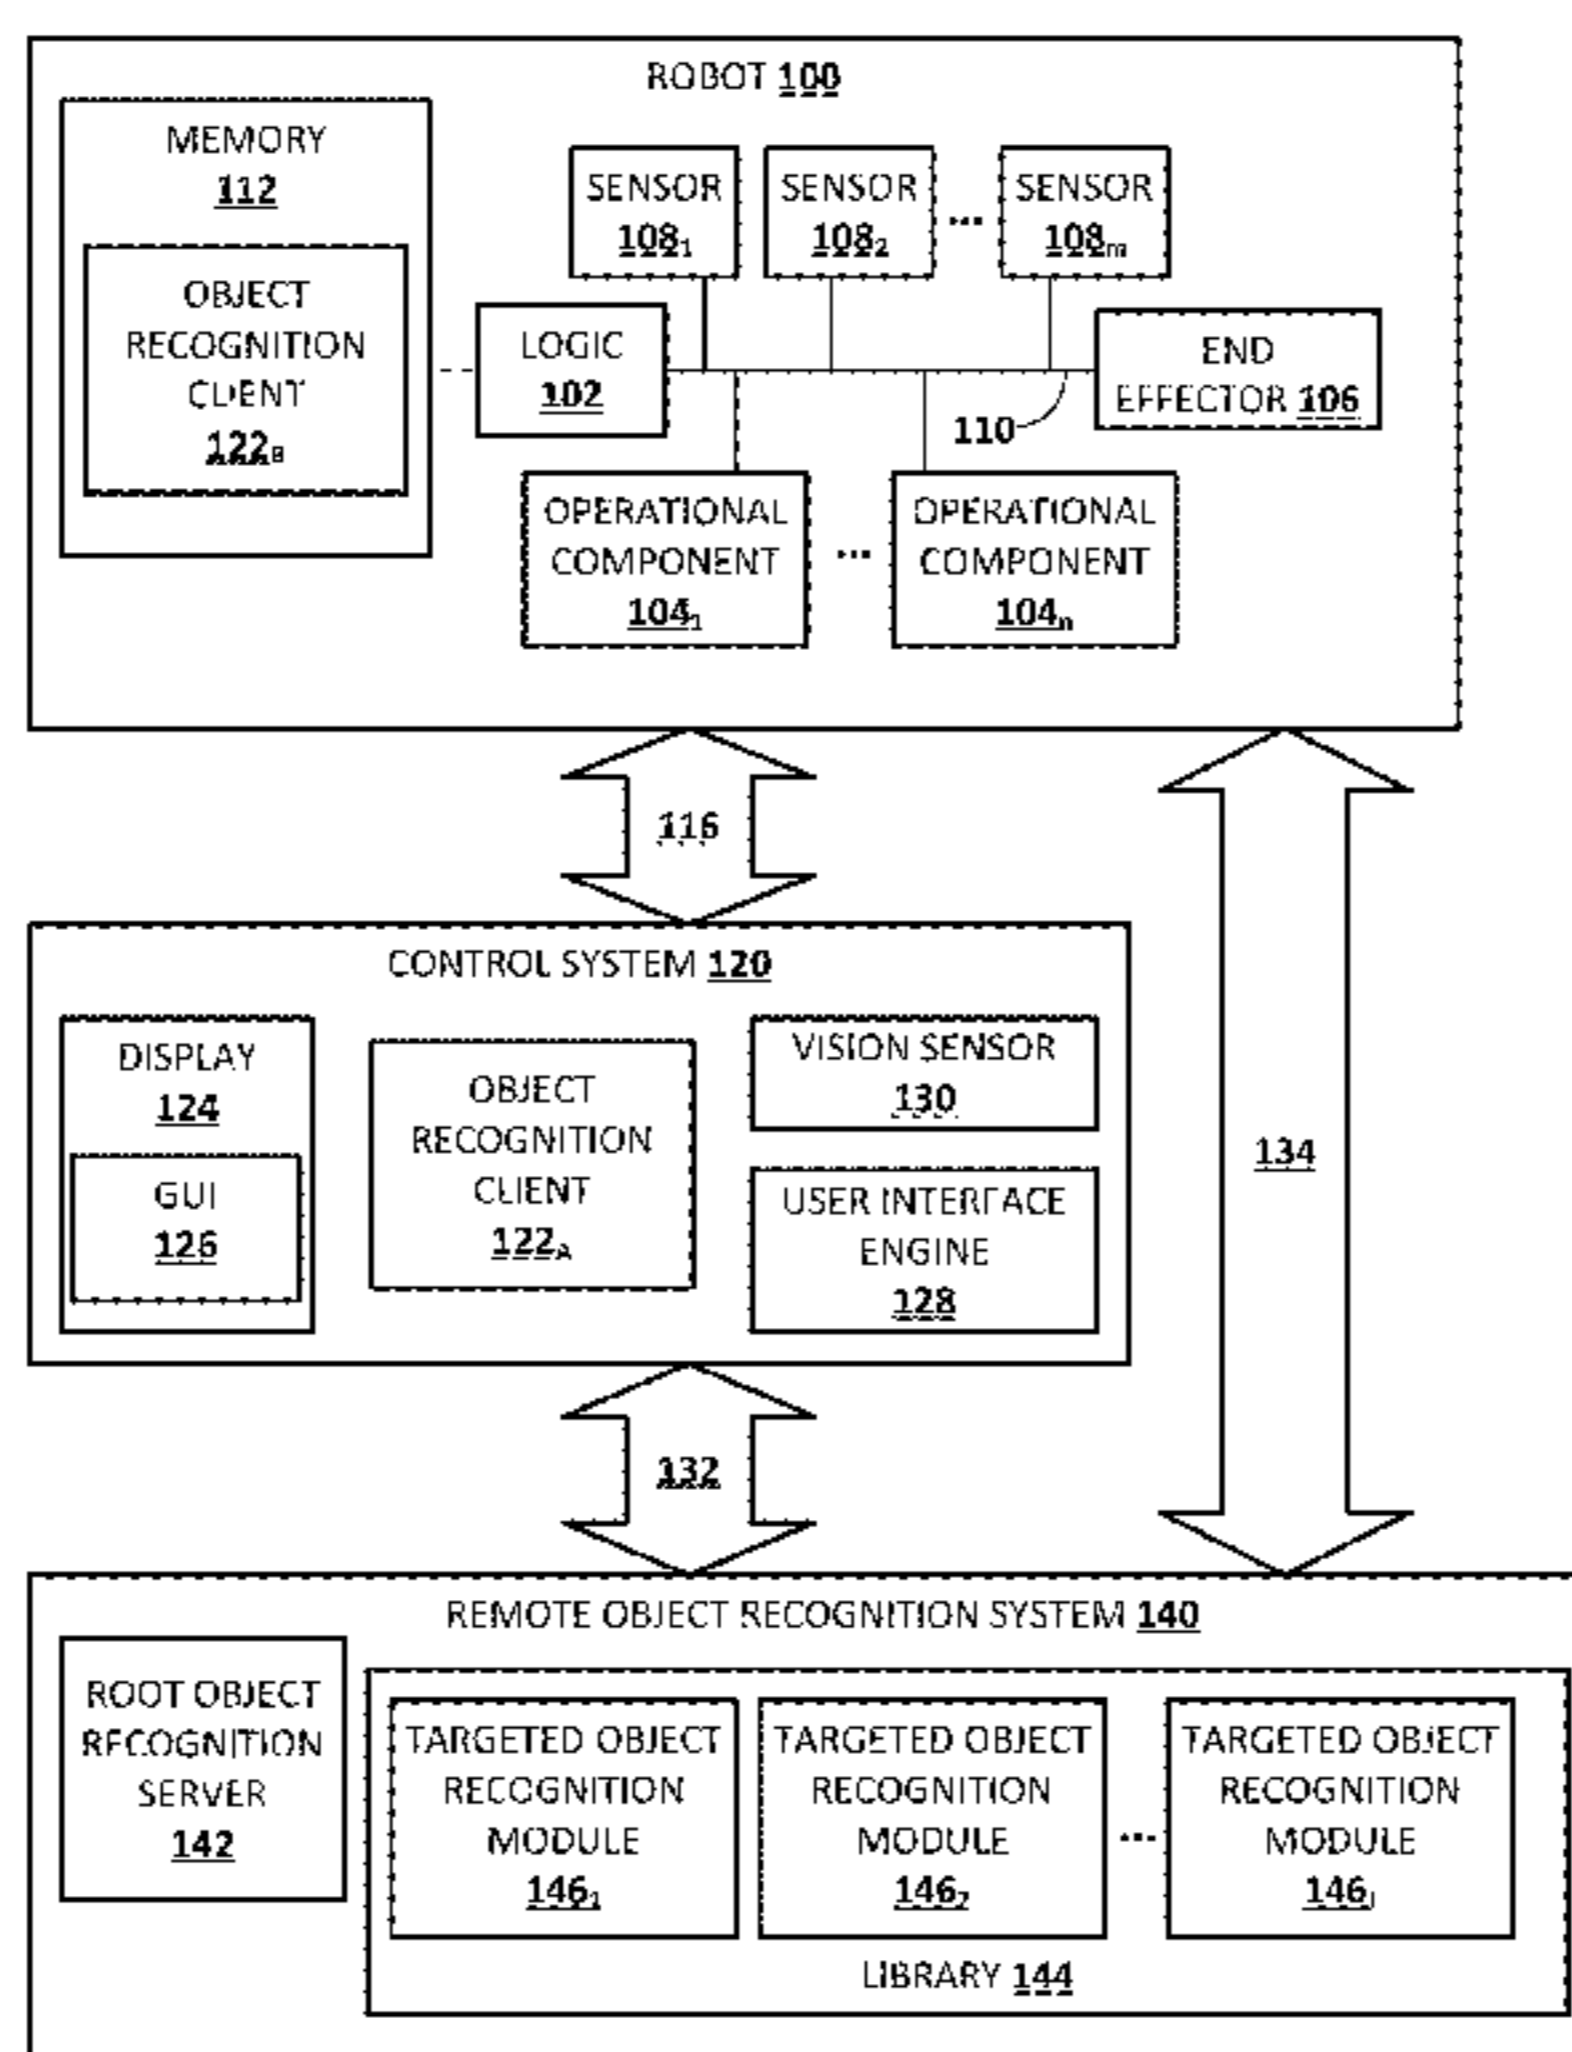 ROBOT 100
MEMORY
112
OBJECT
RECOGNITION
CLIENT
122B
SENSOR
1081
SENSOR
1082
...
SENSOR
108m
LOGIC
102
END
EFFECTOR 106
110
OPERATIONAL
COMPONENT
1041
...
OPERATIONAL
COMPONENT
104n
116
134
CONTROL SYSTEM 120
DISPLAY
124
GUI
126
OBJECT
RECOGNITION
CLIENT
122A
VISION SENSOR
130
USER INTERFACE
ENGINE
128
132
REMOTE OBJECT RECOGNITION SYSTEM 140
ROOT OBJECT
RECOGNITION
SERVER
142
TARGETED OBJECT
RECOGNITION
MODULE
1461
TARGETED OBJECT
RECOGNITION
MODULE
1462
...
TARGETED OBJECT
RECOGNITION
MODULE
146l
LIBRARY 144